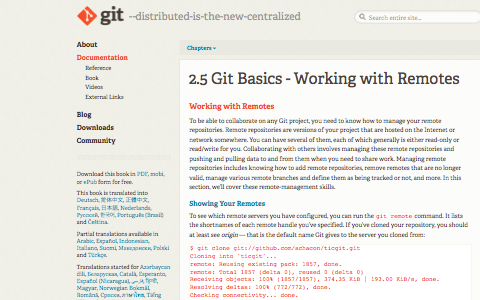 git --distributed-is-the-new-centralized
Search entire site...
About
Documentation
Reference
Book
Videos
External Links
Blog
Downloads
Community
Download this book in PDF, mobi,
or ePub form for free.
This book is translated into
Deutsch, 简体中文, 正體中文,
Français, 日本語, Nederlands,
Русский, 한국어, Português (Brasil)
and Čeština.
Partial translations available in
Arabic, Español, Indonesian,
Italiano, Suomi, Македонски, Polski
and Türkçe.
Translations started for Azerbaycan
dili, Беларуская, Català, Esperanto,
Español (Nicaragua),
Magyar, Norwegian Bokmål,
Română, Српски, ภาษาไทย, Tiếng
Chapters
2.5 Git Basics - Working with Remotes
Working with Remotes
To be able to collaborate on any Git project, you need to know how to manage your remote
repositories. Remote repositories are versions of your project that are hosted on the Internet or
network somewhere. You can have several of them, each of which generally is either read-only or
read/write for you. Collaborating with others involves managing these remote repositories and
pushing and pulling data to and from them when you need to share work. Managing remote
repositories includes knowing how to add remote repositories, remove remotes that are no longer
valid, manage various remote branches and define them as being tracked or not, and more. In this
section, we'll cover these remote-management skills.
Showing Your Remotes
To see which remote servers you have configured, you can run the git remote command. It lists
the shortnames of each remote handle you've specified. If you've cloned your repository, you should
at least see origin — that is the default name Git gives to the server you cloned from:
$ git clone git://github.com/schacon/ticgit.git
Cloning into 'ticgit'...
remote: Reusing existing pack: 1857, done.
remote: Total 1857 (delta 0), reused 0 (delta 0)
Receiving objects: 100% (1857/1857), 374.35 KiB | 193.00 KiB/s, done.
Resolving deltas: 100% (772/772), done.
Checking connectivity... done.